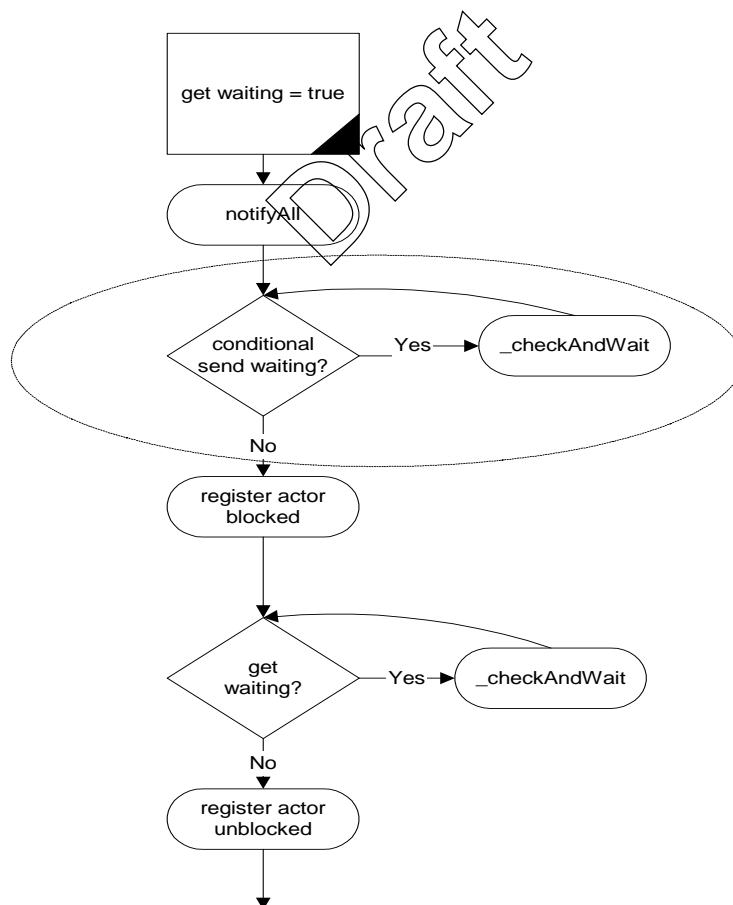 get waiting = true
Draft
notifyAll
conditional
send waiting?
Yes
_checkAndWait
No
register actor
blocked
get
waiting?
Yes
_checkAndWait
No
register actor
unblocked